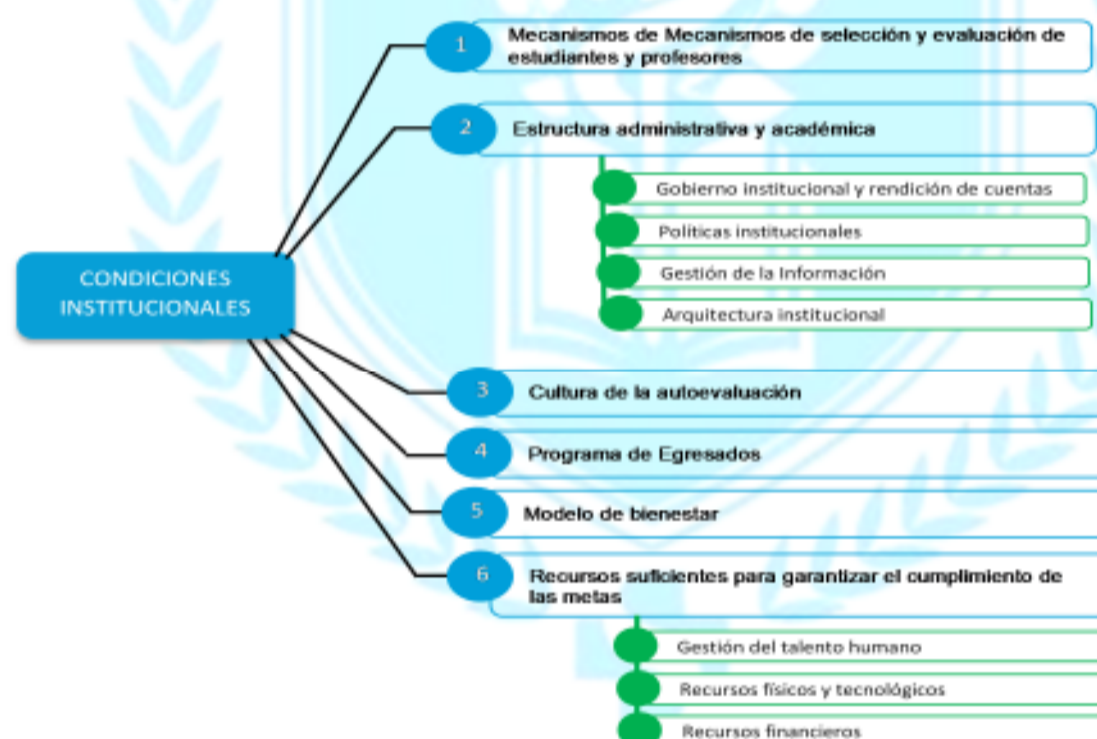 1
Mecanismos de Mecanismos de selección y evaluación de
estudiantes y profesores
2
Estructura administrativa y académica
Gobierno institucional y rendición de cuentas
Políticas institucionales
Gestión de la Información
Arquitectura institucional
CONDICIONES
INSTITUCIONALES
3
Cultura de la autoevaluación
4
Programa de Egresados
5
Modelo de bienestar
6
Recursos suficientes para garantizar el cumplimiento de
las metas
Gestión del talento humano
Recursos físicos y tecnológicos
Recursos financieros